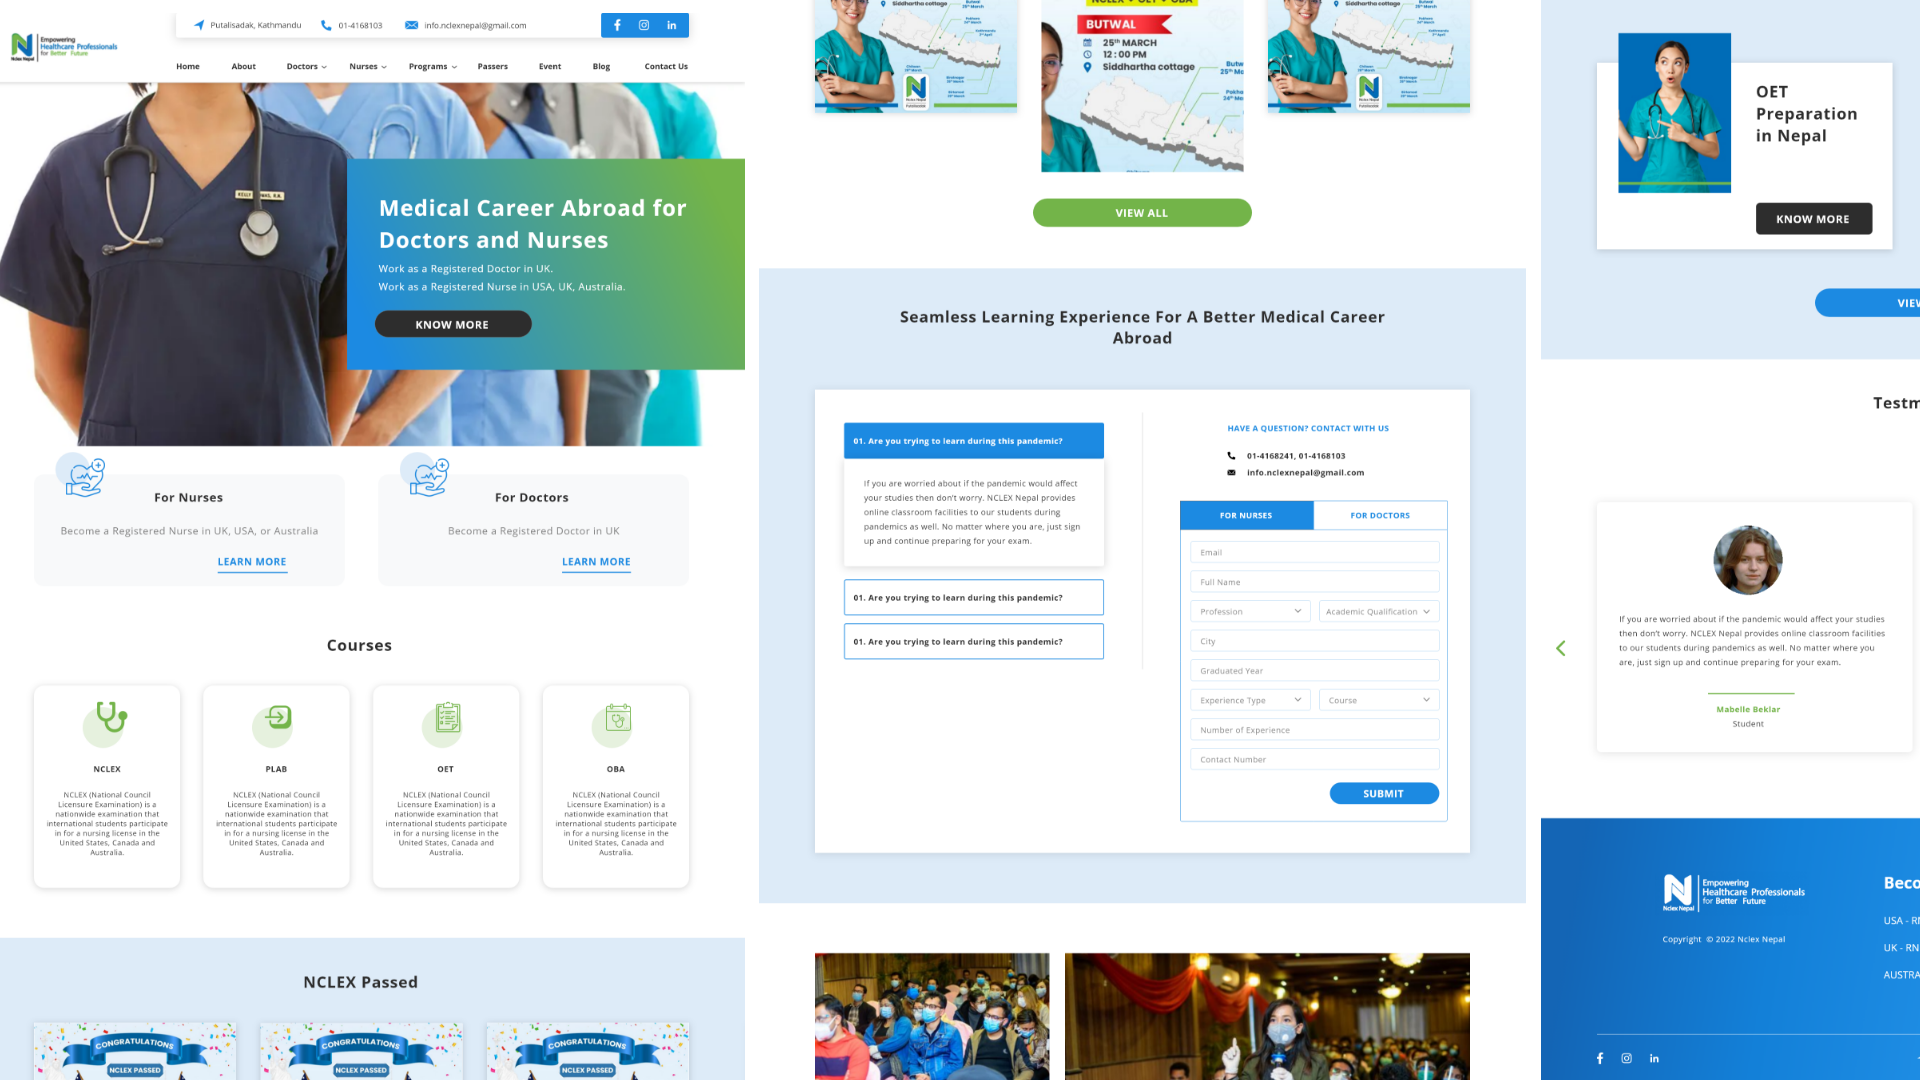 Putalisadak, Kathmandu
01-4168103
info.nclexnepal@gmail.com
N
Nclex Nepal
Empowering
Healthcare Professionals
for Better Future
Home
About
Doctors
Nurses
Programs
Passers
Event
Blog
Contact Us
Medical Career Abroad for
Doctors and Nurses
Work as a Registered Doctor in UK.
Work as a Registered Nurse in USA, UK, Australia.
KNOW MORE
For Nurses
Become a Registered Nurse in UK, USA, or Australia
LEARN MORE
For Doctors
Become a Registered Doctor in UK
LEARN MORE
Courses
NCLEX
NCLEX (National Council
Licensure Examination) is a
nationwide examination that
international students participate
in for a nursing license in the
United States, Canada and
Australia.
PLAB
NCLEX (National Council
Licensure Examination) is a
nationwide examination that
international students participate
in for a nursing license in the
United States, Canada and
Australia.
OET
NCLEX (National Council
Licensure Examination) is a
nationwide examination that
international students participate
in for a nursing license in the
United States, Canada and
Australia.
OBA
NCLEX (National Council
Licensure Examination) is a
nationwide examination that
international students participate
in for a nursing license in the
United States, Canada and
Australia.
NCLEX Passed
CONGRATULATIONS
NCLEX PASSED
CONGRATULATIONS
NCLEX PASSED
CONGRATULATIONS
NCLEX PASSED
Siddhartha cottage
NCLEX • OET • OBA
BUTWAL
25th MARCH
12 : 00 PM
Siddhartha cottage
Siddhartha cottage
VIEW ALL
Seamless Learning Experience For A Better Medical Career
Abroad
01. Are you trying to learn during this pandemic?
If you are worried about if the pandemic would affect
your studies then don't worry. NCLEX Nepal provides
online classroom facilities to our students during
pandemics as well. No matter where you are, just sign
up and continue preparing for your exam.
01. Are you trying to learn during this pandemic?
01. Are you trying to learn during this pandemic?
HAVE A QUESTION? CONTACT WITH US
01-4168241, 01-4168103
info.nclexnepal@gmail.com
FOR NURSES
FOR DOCTORS
Email
Full Name
Profession
Academic Qualification
City
Graduated Year
Experience Type
Course
Number of Experience
Contact Number
SUBMIT
OET
Preparation
in Nepal
KNOW MORE
VIE
Testm
If you are worried about if the pandemic would affect your studies
then don't worry. NCLEX Nepal provides online classroom facilities
to our students during pandemics as well. No matter where you
are, just sign up and continue preparing for your exam.
Mabelle Beklar
Student
N
Nclex Nepal
Empowering
Healthcare Professionals
for Better Future
Copyright © 2022 Nclex Nepal
Beco
USA - R
UK - RN
AUSTRA